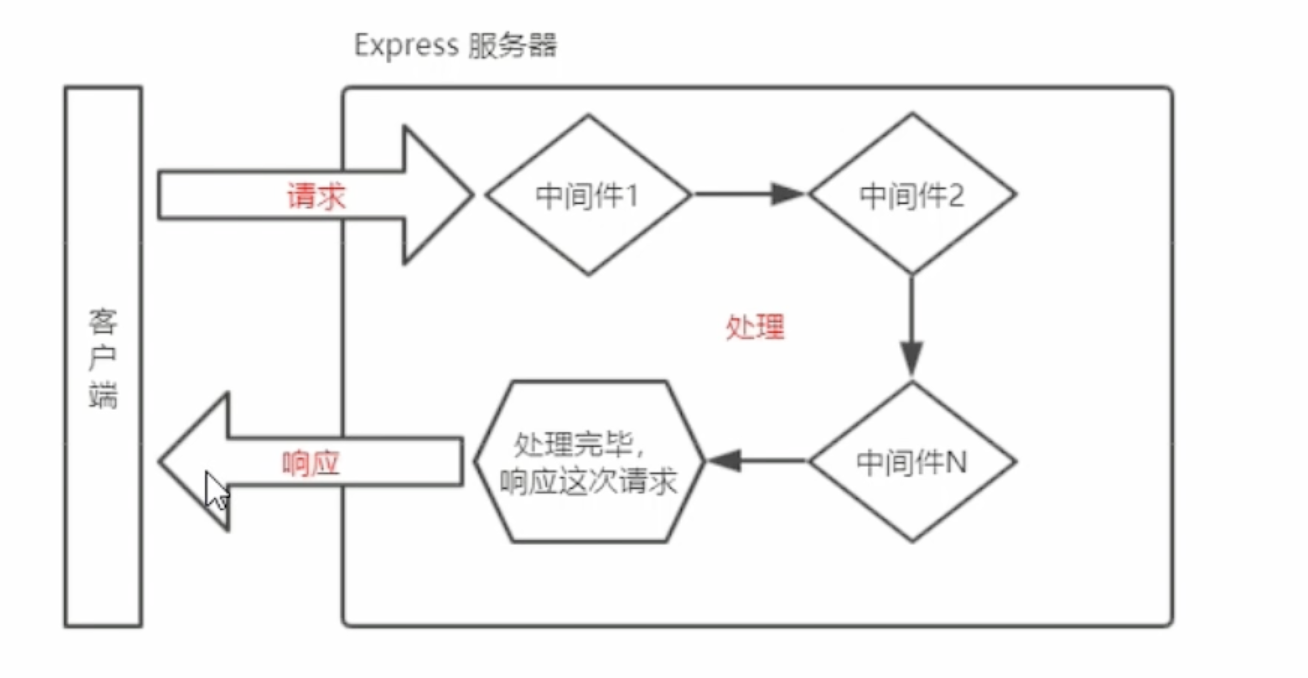 Express 服务器
请求
中间件1
中间件2
客户端
处理
响应
处理完毕，
响应这次请求
中间件N